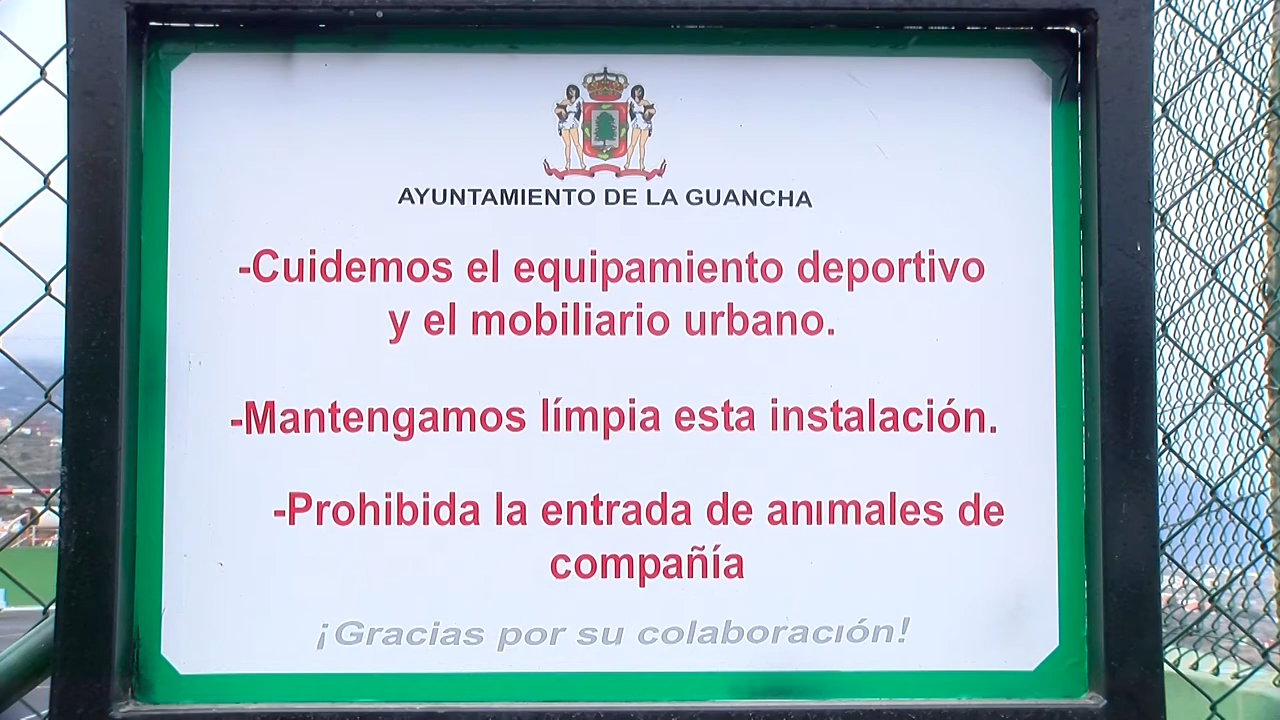 AYUNTAMIENTO DE LA GUANCHA
-Cuidemos el equipamiento deportivo
y el mobiliario urbano.
-Mantengamos límpia esta instalación.
-Prohibida la entrada de anımales de
compañía
¡Gracias por su colaboracıón!